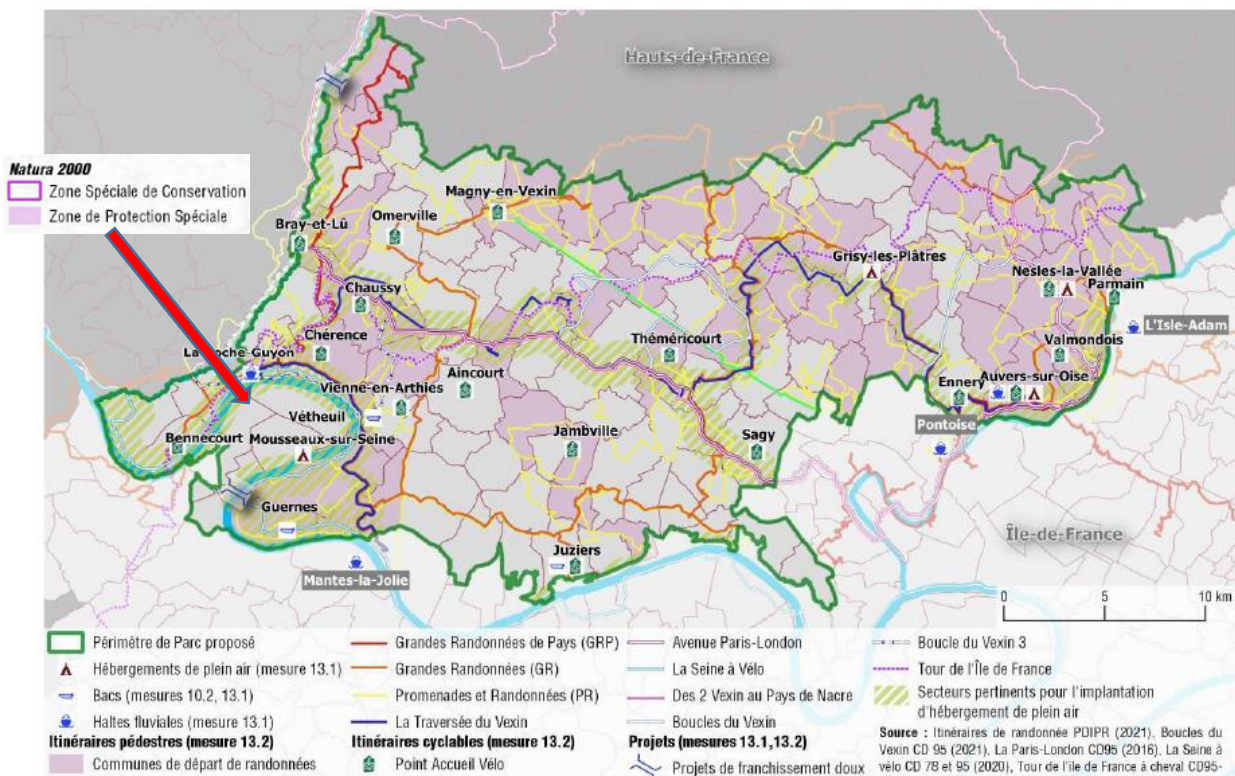 Hauts-de-France
Natura 2000
Zone Spéciale de Conservation
Zone de Protection Spéciale
Magny-en-Vexin
Omerville
Bray-et-Lû
Grisy-les-Plâtres
Nesles-la-Vallée
Parmain
Chaussy
L'Isle-Adam
Chérence
Théméricourt
Valmondois
La Roche-Guyon
Aincourt
Vienne-en-Arthies
Ennery
Auvers-sur-Oise
Vétheuil
Pontoise
Bennecourt
Mousseaux-sur-Seine
Jambville
Sagy
Guernes
Île-de-France
Juziers
Mantes-la-Jolie
0 5 10 km
Périmètre de Parc proposé
Hébergements de plein air (mesure 13.1)
Bacs (mesures 10.2, 13.1)
Haltes fluviales (mesure 13.1)
Itinéraires pédestres (mesure 13.2)
Communes de départ de randonnées
Grandes Randonnées de Pays (GRP)
Grandes Randonnées (GR)
Promenades et Randonnées (PR)
La Traversée du Vexin
Itinéraires cyclables (mesure 13.2)
Point Accueil Vélo
Avenue Paris-London
La Seine à Vélo
Des 2 Vexin au Pays de Nacre
Boucles du Vexin
Projets (mesures 13.1,13.2)
Projets de franchissement doux
Boucle du Vexin 3
Tour de l'Île de France
Secteurs pertinents pour l'implantation
d'hébergement de plein air
Source : Itinéraires de randonnée PDIPR (2021), Boucles du
Vexin CD 95 (2021), La Paris-London CD95 (2016), La Seine à
vélo CD 78 et 95 (2020), Tour de l'ile de France à cheval CD95-